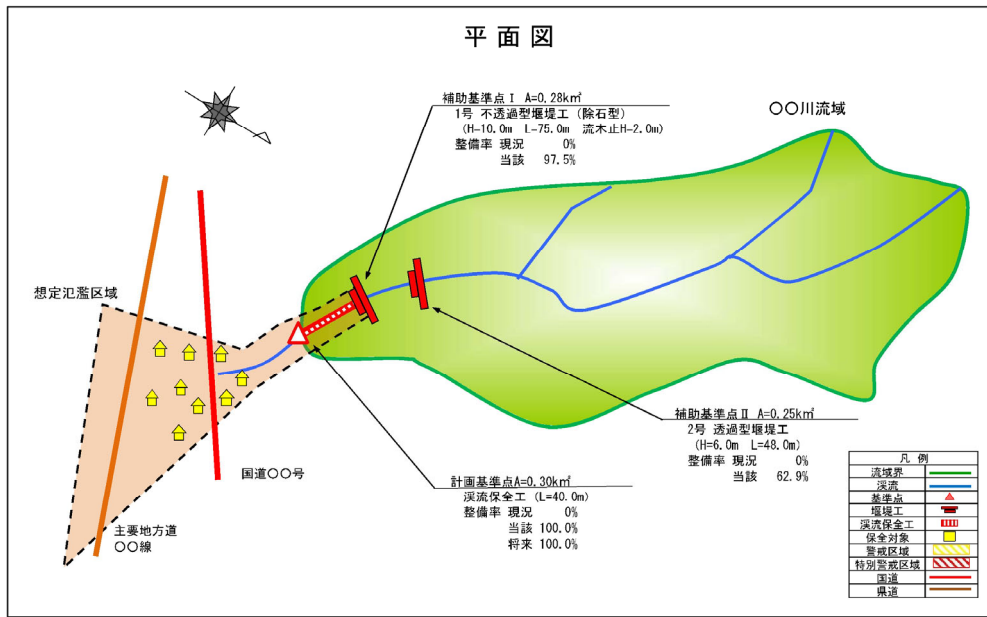 平面図
補助基準点Ⅰ A=0.28k㎡
1号 不透過型堰堤工（除石型）
(H=10.0m L=75.0m 流木止H=2.0m)
整備率 現況 0%
当該 97.5%
○○川流域
想定氾濫区域
補助基準点Ⅱ A=0.25k㎡
2号 透過型堰堤工
(H=6.0m L=48.0m)
整備率 現況 0%
当該 62.9%
国道○○号
計画基準点A=0.30k㎡
渓流保全工 (L=40.0m)
整備率 現況 0%
当該 100.0%
将来 100.0%
主要地方道
○○線
凡 例
流域界
渓流
基準点
堰堤工
渓流保全工
保全対象
警戒区域
特別警戒区域
国道
県道